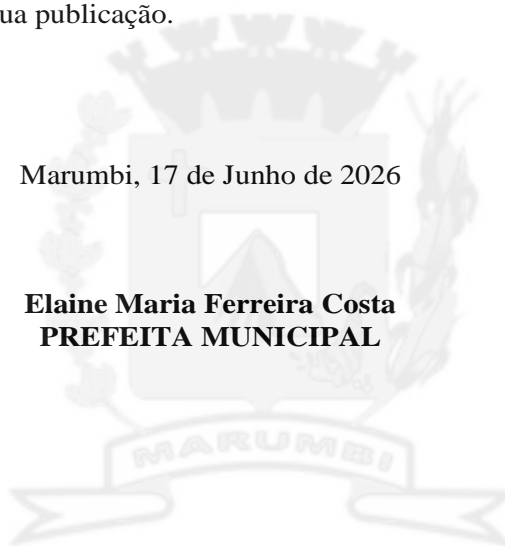 ua publicação.
Marumbi, 17 de Junho de 2026
Elaine Maria Ferreira Costa
PREFEITA MUNICIPAL
MARUMBI